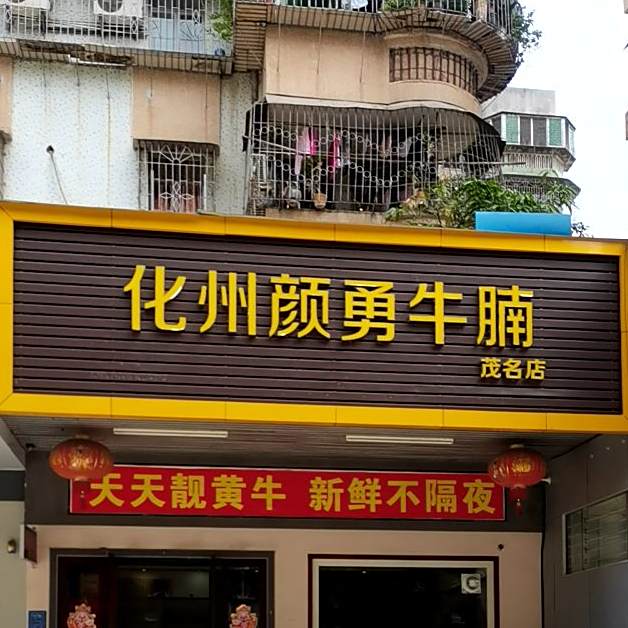 化州颜勇牛腩
茂名店
天天靓黄牛 新鲜不隔夜